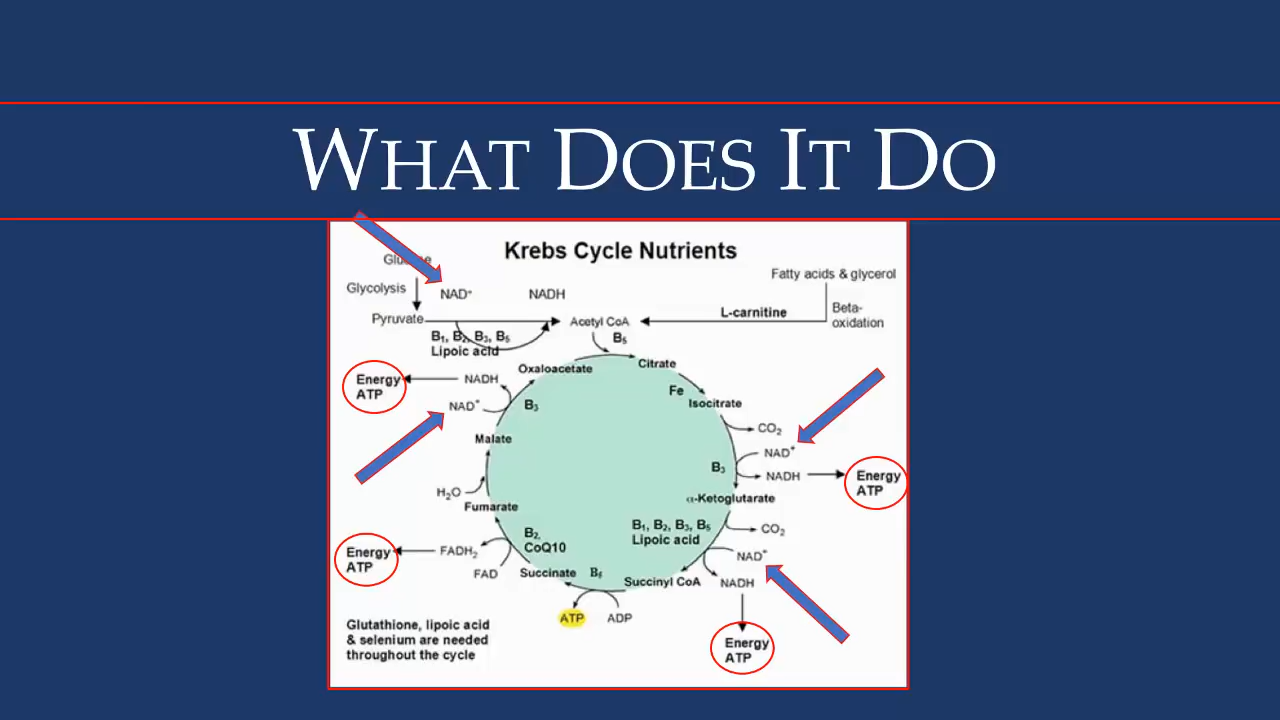 WHAT DOES IT DO
Krebs Cycle Nutrients
Fatty acids & glycerol
Glycolysis
NAD⁺
NADH
Pyruvate
Acetyl CoA
L-carnitine
Beta-
oxidation
B₁, B₂, B₃, B₅
Lipoic acid
B₅
Oxaloacetate
Citrate
Energy
ATP
NADH
Fe
Isocitrate
NAD⁺
B₃
CO₂
Malate
NAD⁺
B₃
NADH
Energy
ATP
H₂O
Fumarate
α-Ketoglutarate
B₁, B₂, B₃, B₅
Lipoic acid
CO₂
B₂,
CoQ10
Energy
ATP
FADH₂
NAD⁺
FAD
Succinate
Succinyl CoA
NADH
ATP
ADP
Glutathione, lipoic acid
& selenium are needed
throughout the cycle
Energy
ATP